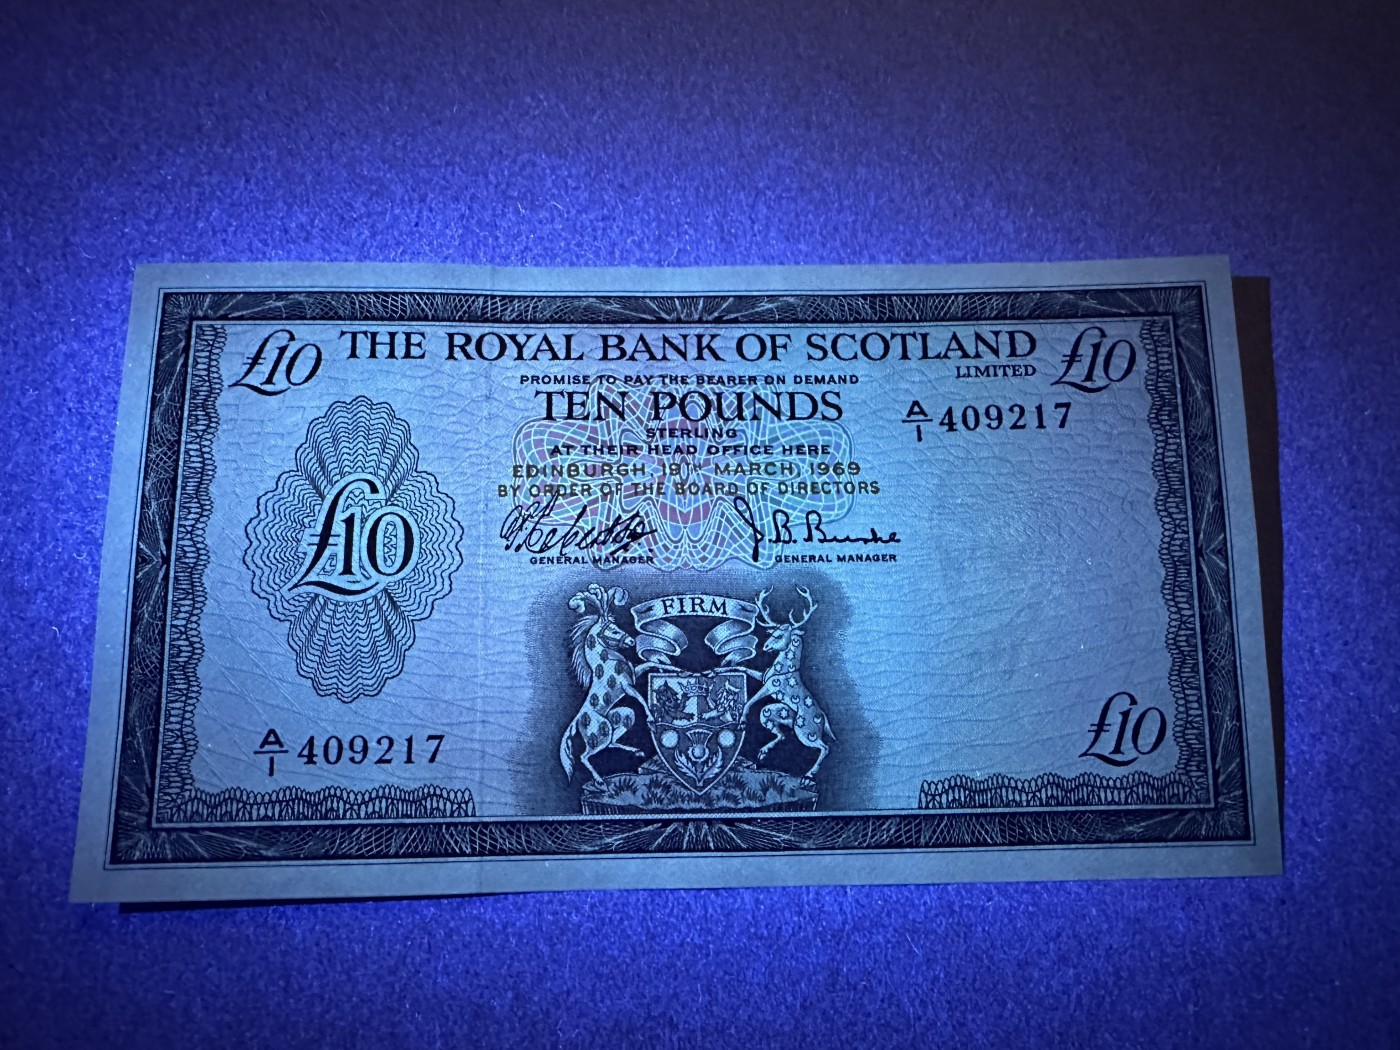 £10 THE ROYAL BANK OF SCOTLAND £10
LIMITED
PROMISE TO PAY THE BEARER ON DEMAND
TEN POUNDS
A/1 409217
STERLING
AT THEIR HEAD OFFICE HERE
EDINBURGH, 19TH MARCH, 1969
BY ORDER OF THE BOARD OF DIRECTORS
J.B. Burke
GENERAL MANAGER GENERAL MANAGER
£10
FIRM
A/1 409217
£10